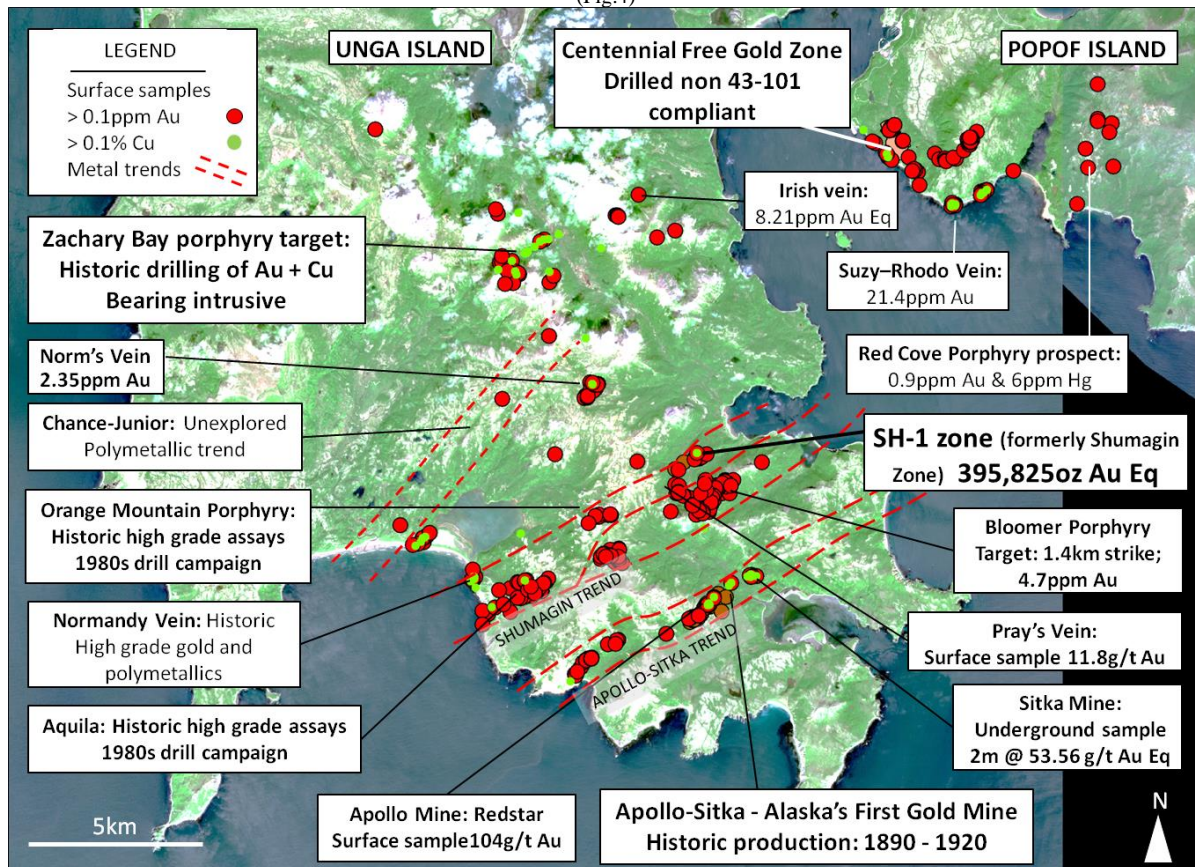 (Fig.4)
LEGEND
Surface samples
> 0.1ppm Au
> 0.1% Cu
Metal trends
UNGA ISLAND
Centennial Free Gold Zone
Drilled non 43-101
compliant
POPOF ISLAND
Irish vein:
8.21ppm Au Eq
Zachary Bay porphyry target:
Historic drilling of Au + Cu
Bearing intrusive
Suzy–Rhodo Vein:
21.4ppm Au
Norm's Vein
2.35ppm Au
Red Cove Porphyry prospect:
0.9ppm Au & 6ppm Hg
Chance-Junior: Unexplored
Polymetallic trend
SH-1 zone (formerly Shumagin
Zone) 395,825oz Au Eq
Orange Mountain Porphyry:
Historic high grade assays
1980s drill campaign
Bloomer Porphyry
Target: 1.4km strike;
4.7ppm Au
SHUMAGIN TREND
APOLLO-SITKA TREND
Normandy Vein: Historic
High grade gold and
polymetallics
Pray's Vein:
Surface sample 11.8g/t Au
Aquila: Historic high grade assays
1980s drill campaign
Sitka Mine:
Underground sample
2m @ 53.56 g/t Au Eq
Apollo Mine: Redstar
Surface sample104g/t Au
Apollo-Sitka - Alaska's First Gold Mine
Historic production: 1890 - 1920
5km
N